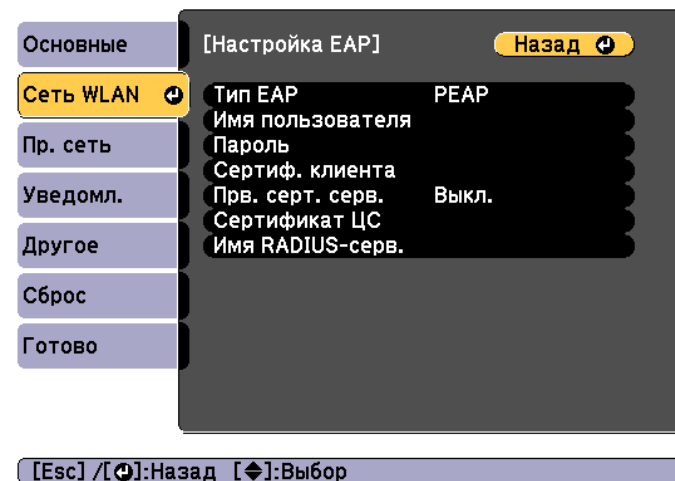 Основные
[Настройка EAP]
Назад
Сеть WLAN
Тип EAP PEAP
Имя пользователя
Пр. сеть
Пароль
Сертиф. клиента
Уведомл.
Прв. серт. серв. Выкл.
Сертификат ЦС
Другое
Имя RADIUS-серв.
Сброс
Готово
[Esc] /[⏎]:Назад [◆]:Выбор